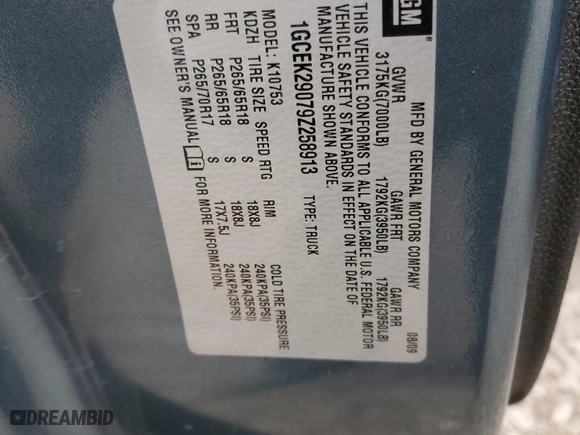 GM®
MFD BY GENERAL MOTORS COMPANY 08/09
GVWR GAWR FRT GAWR RR
3175KG(7000LB) 1792KG(3950LB) 1792KG(3950LB)
THIS VEHICLE CONFORMS TO ALL APPLICABLE U.S. FEDERAL MOTOR
VEHICLE SAFETY STANDARDS IN EFFECT ON THE DATE OF
MANUFACTURE SHOWN ABOVE.
1GCEK29079Z258913 TYPE: TRUCK
MODEL: K10753
KDZH TIRE SIZE SPEED RTG RIM COLD TIRE PRESSURE
FRT P265/65R18 S 18X8J 240KPA(35PSI)
RR P265/65R18 S 18X8J 240KPA(35PSI)
SPA P265/70R17 S 17X7.5J 240KPA(35PSI)
SEE OWNER'S MANUAL FOR MORE INFORMATION.
DREAMBID